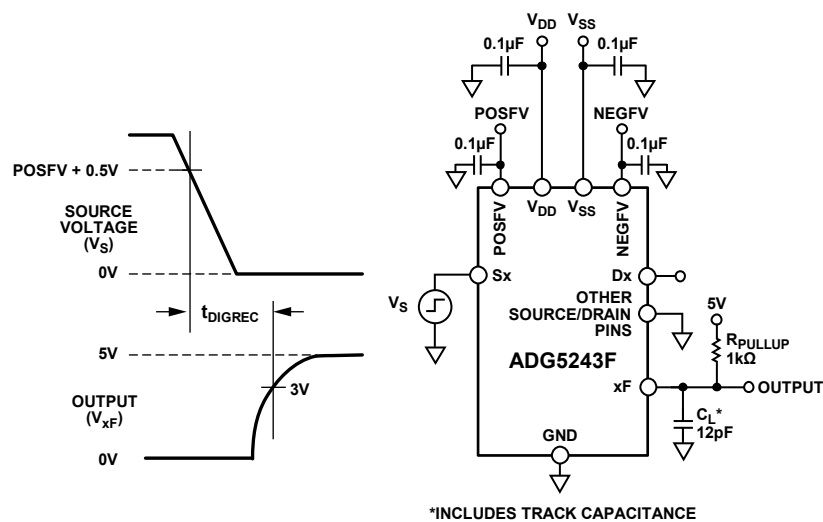 POSFV + 0.5V
SOURCE
VOLTAGE
(VS)
0V
tDIGREC
5V
OUTPUT
(VxF)
3V
0V
VDD
VSS
0.1µF
0.1µF
POSFV
NEGFV
0.1µF
0.1µF
POSFV
VDD
VSS
NEGFV
Sx
Dx
VS
OTHER
SOURCE/DRAIN
PINS
5V
RPULLUP
1kΩ
ADG5243F
xF
OUTPUT
CL*
12pF
GND
*INCLUDES TRACK CAPACITANCE